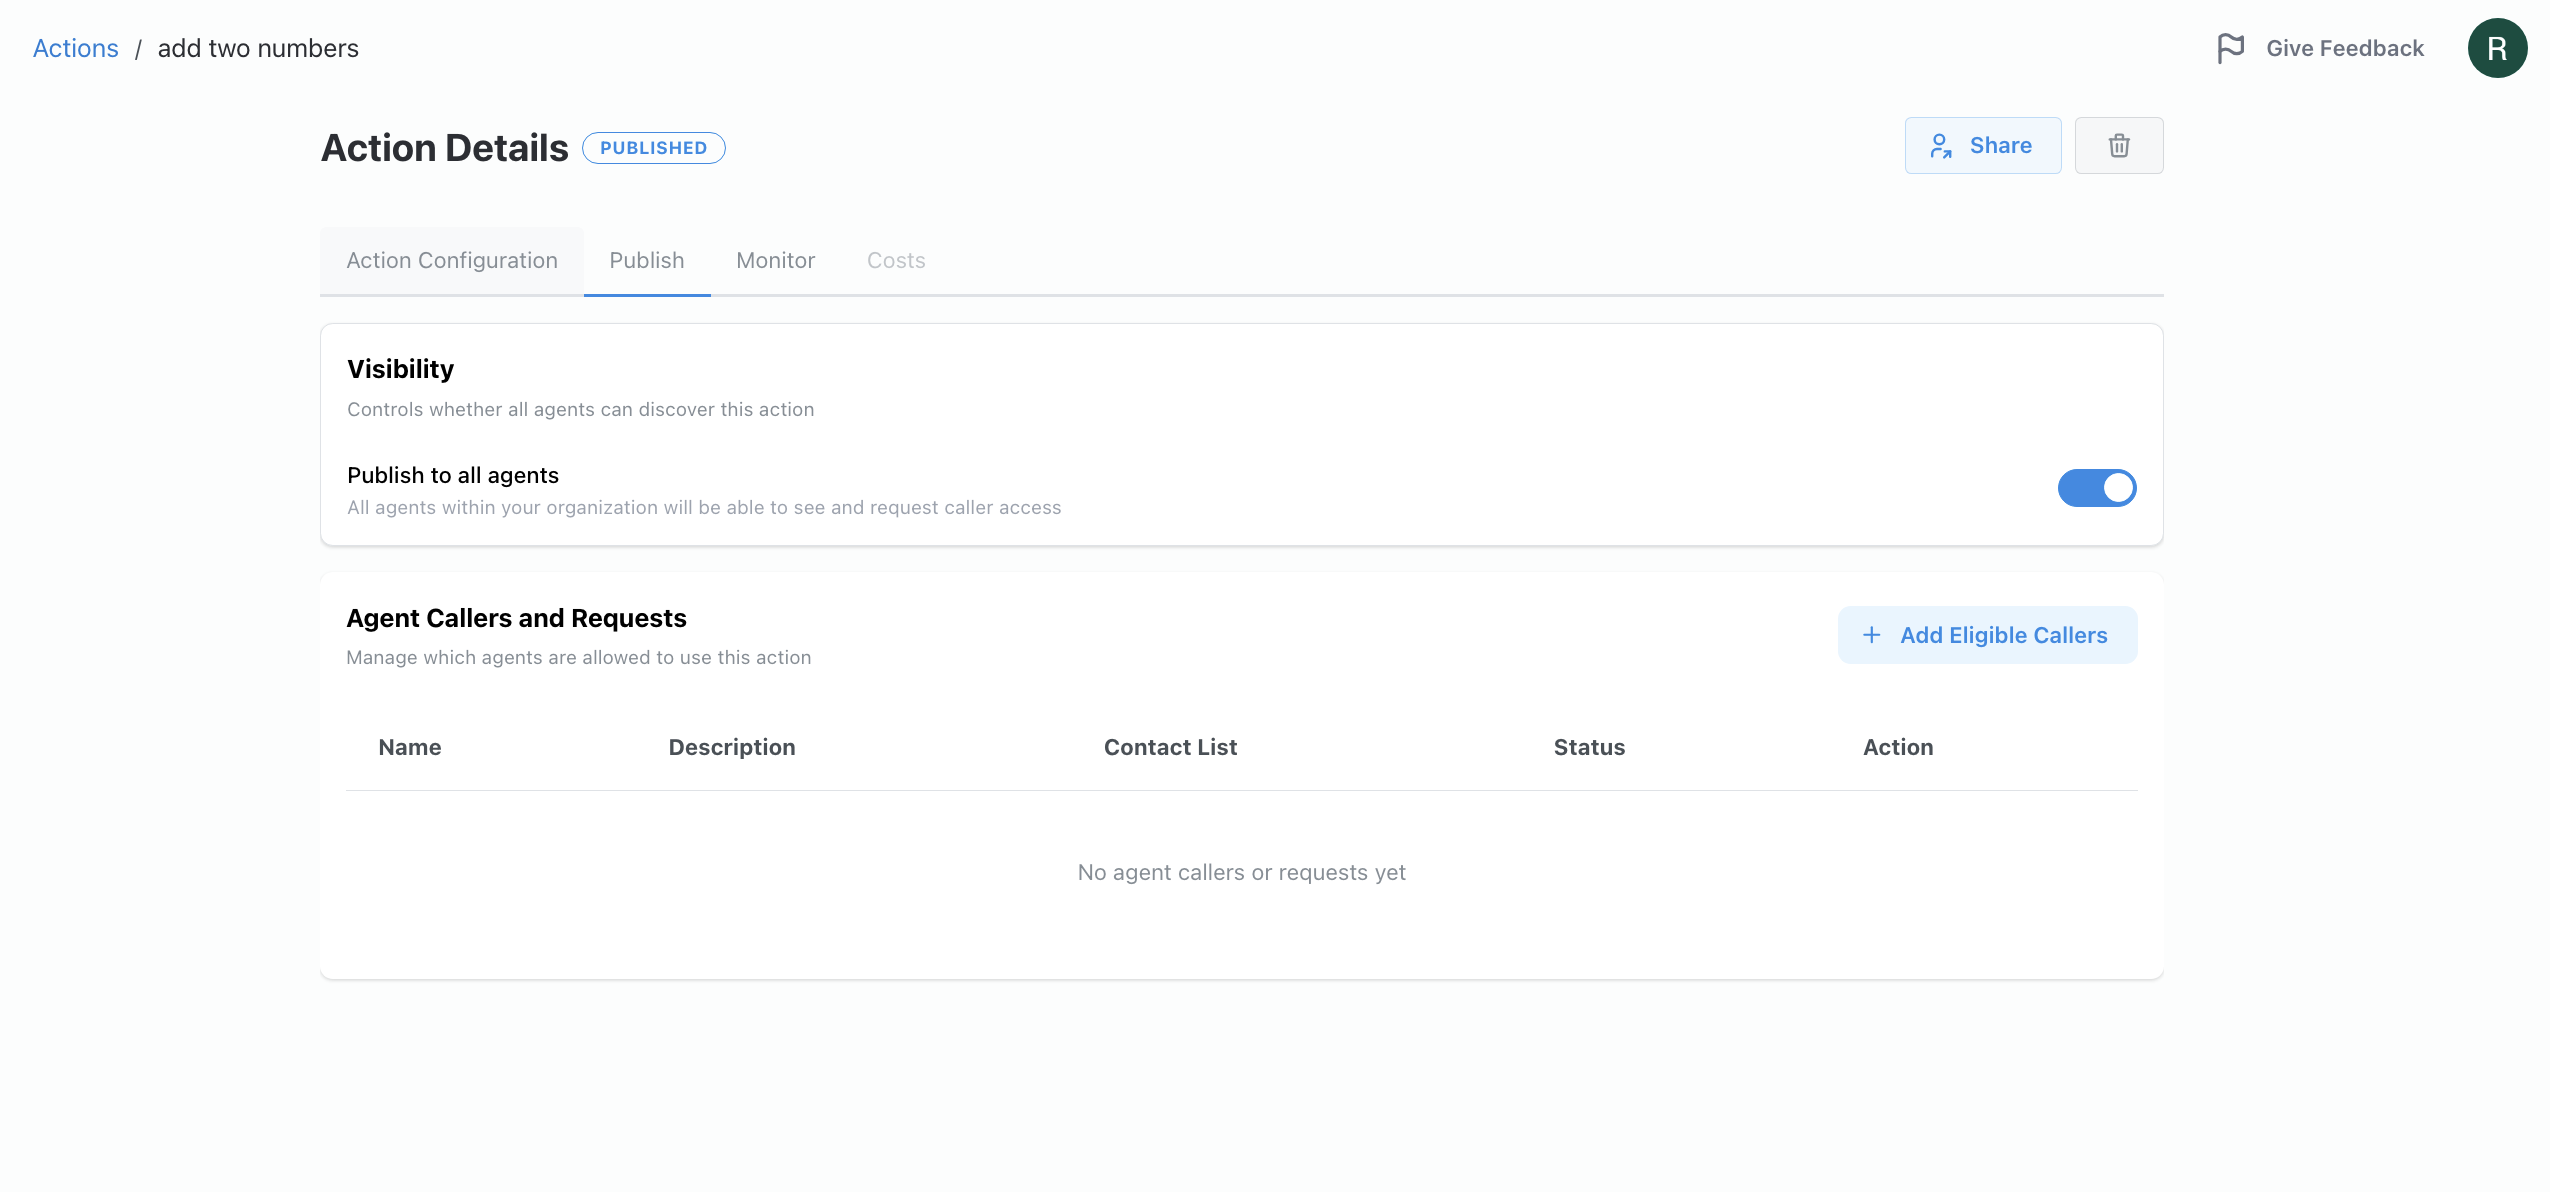 Actions / add two numbers
Give Feedback
R
Action Details
PUBLISHED
Share
Action Configuration
Publish
Monitor
Costs
Visibility
Controls whether all agents can discover this action
Publish to all agents
All agents within your organization will be able to see and request caller access
Agent Callers and Requests
Manage which agents are allowed to use this action
+ Add Eligible Callers
Name
Description
Contact List
Status
Action
No agent callers or requests yet